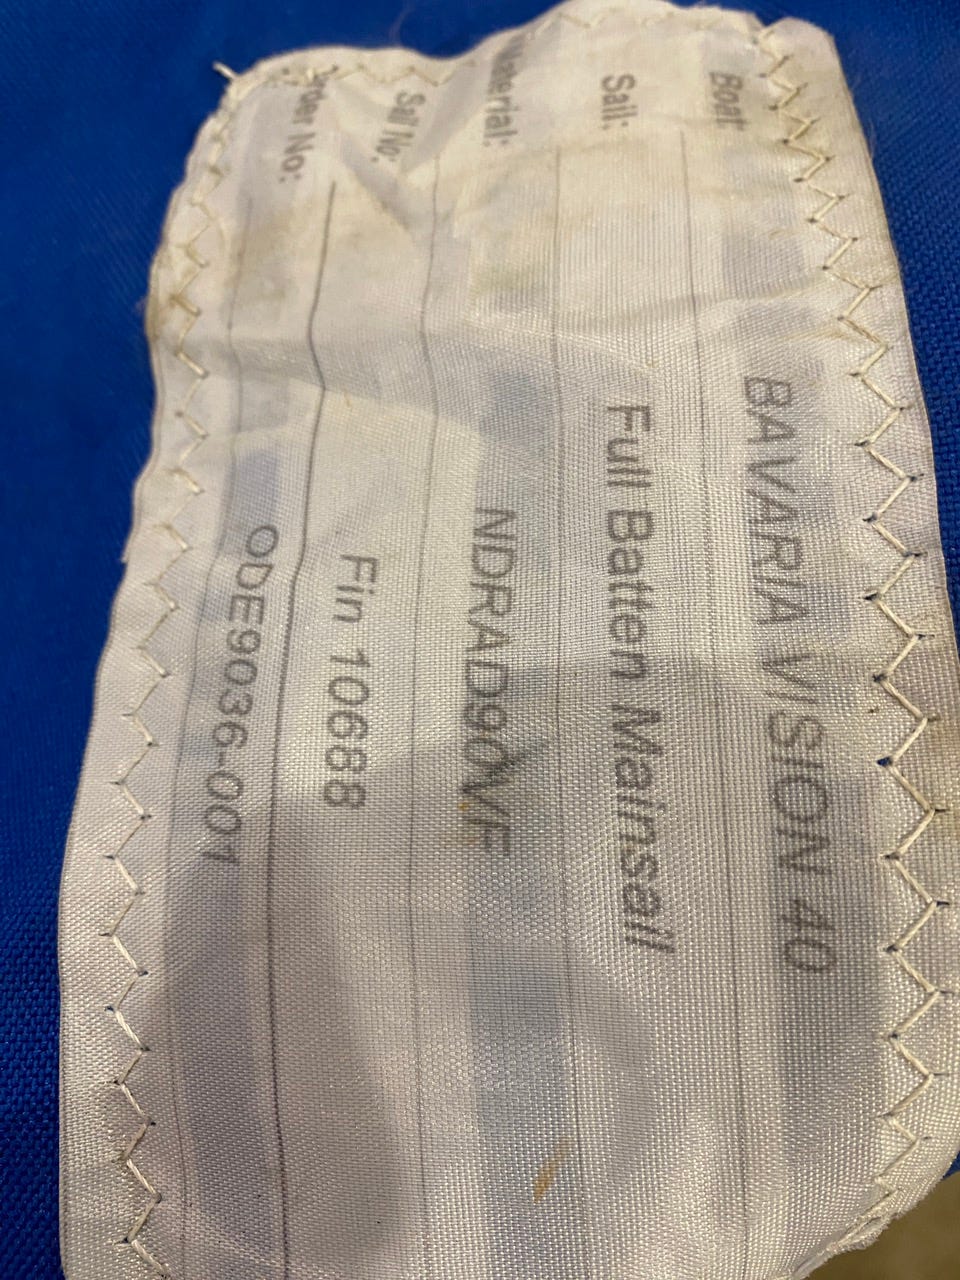 Boat: BAVARIA VISION 40
Sail: Full Batten Mainsail
Material: NDRAD90VF
Sail No: Fin 10688
Order No: ODE9036-001